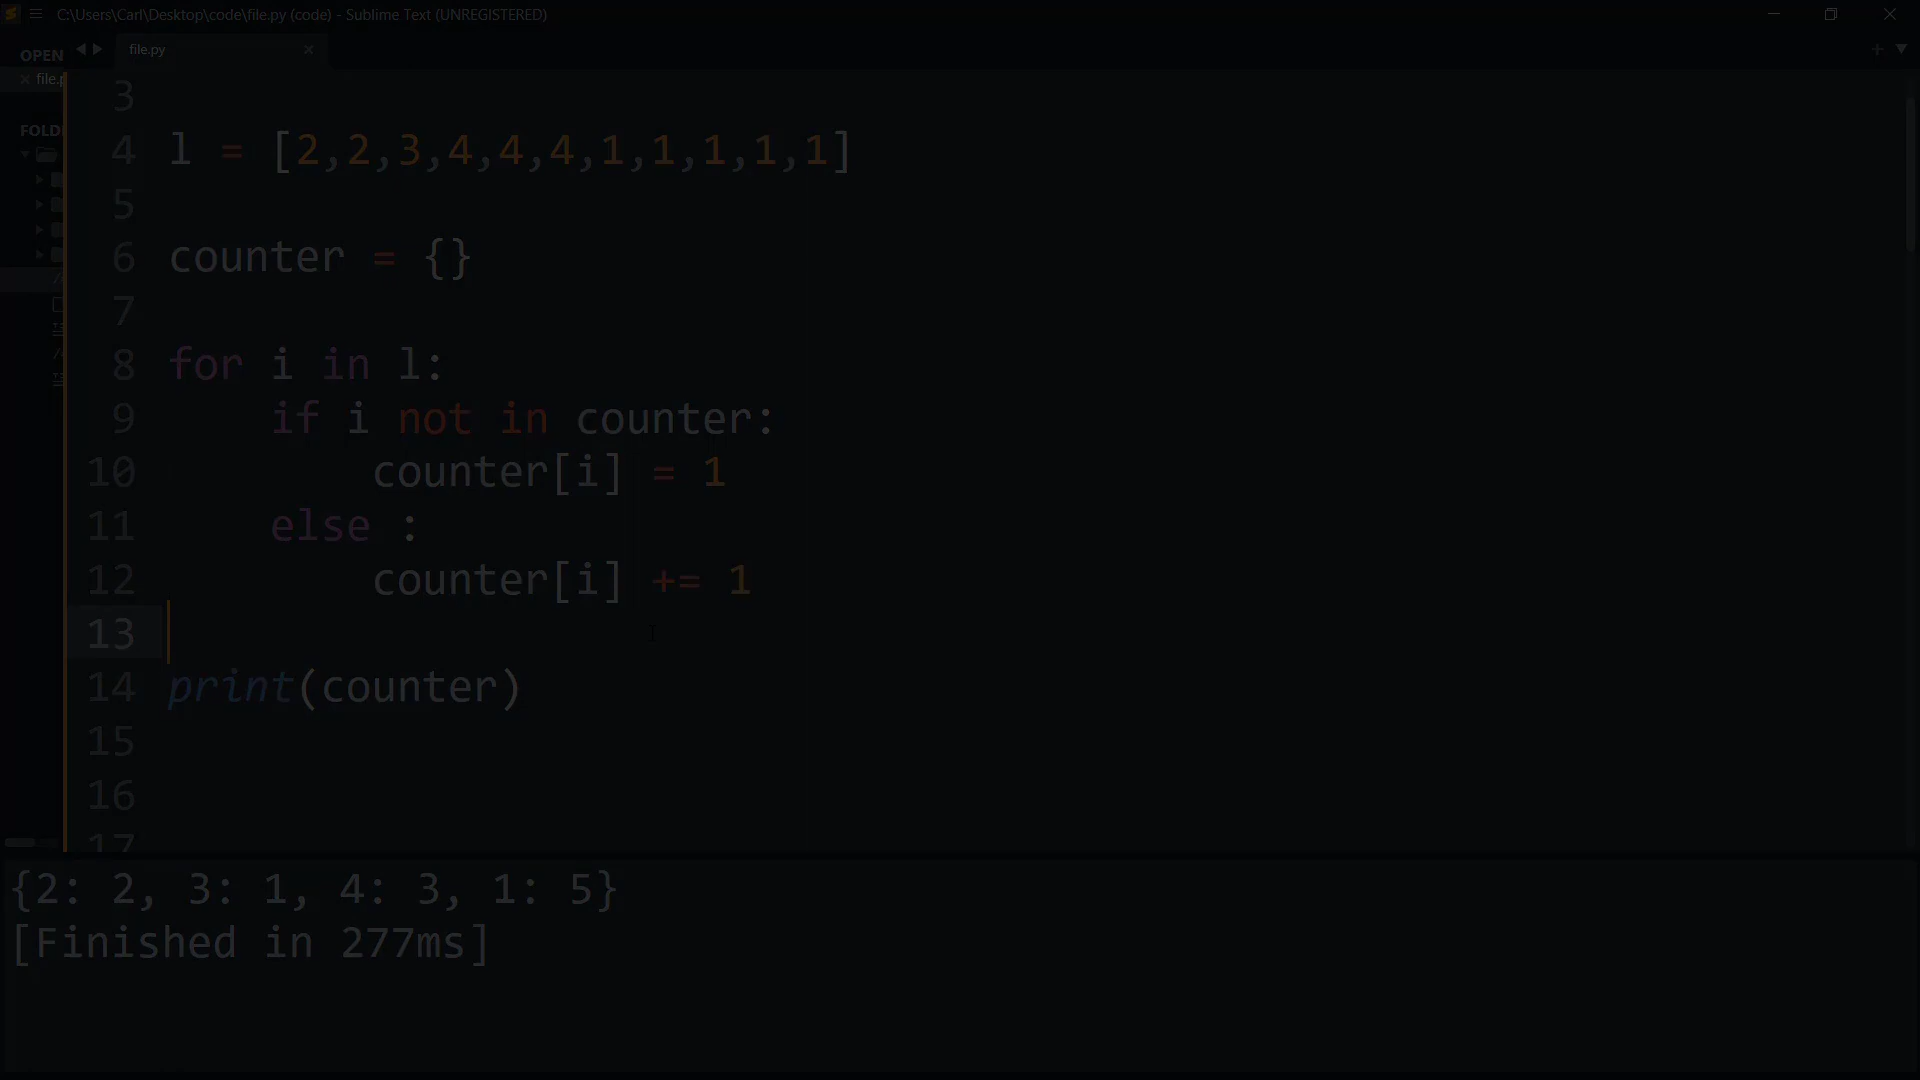 C:\Users\Carl\Desktop\code\file.py (code) - Sublime Text (UNREGISTERED)
OPEN
file.py
file.p
FOLD
3
4 l = [2,2,3,4,4,4,1,1,1,1,1]
5
6 counter = {}
7
8 for i in l:
9 if i not in counter:
10 counter[i] = 1
11 else :
12 counter[i] += 1
13
14 print(counter)
15
16
17
{2: 2, 3: 1, 4: 3, 1: 5}
[Finished in 277ms]